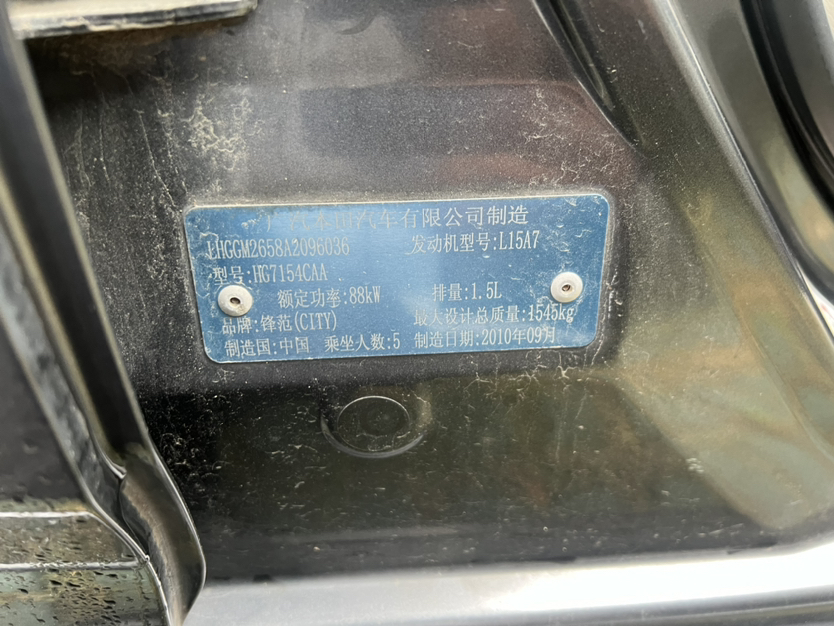 广汽本田汽车有限公司制造
LHGGM2658A2096036 发动机型号:L15A7
型号:HG7154CAA
额定功率:88kW 排量:1.5L
品牌:锋范(CITY) 最大设计总质量:1545kg
制造国:中国 乘坐人数:5 制造日期:2010年09月